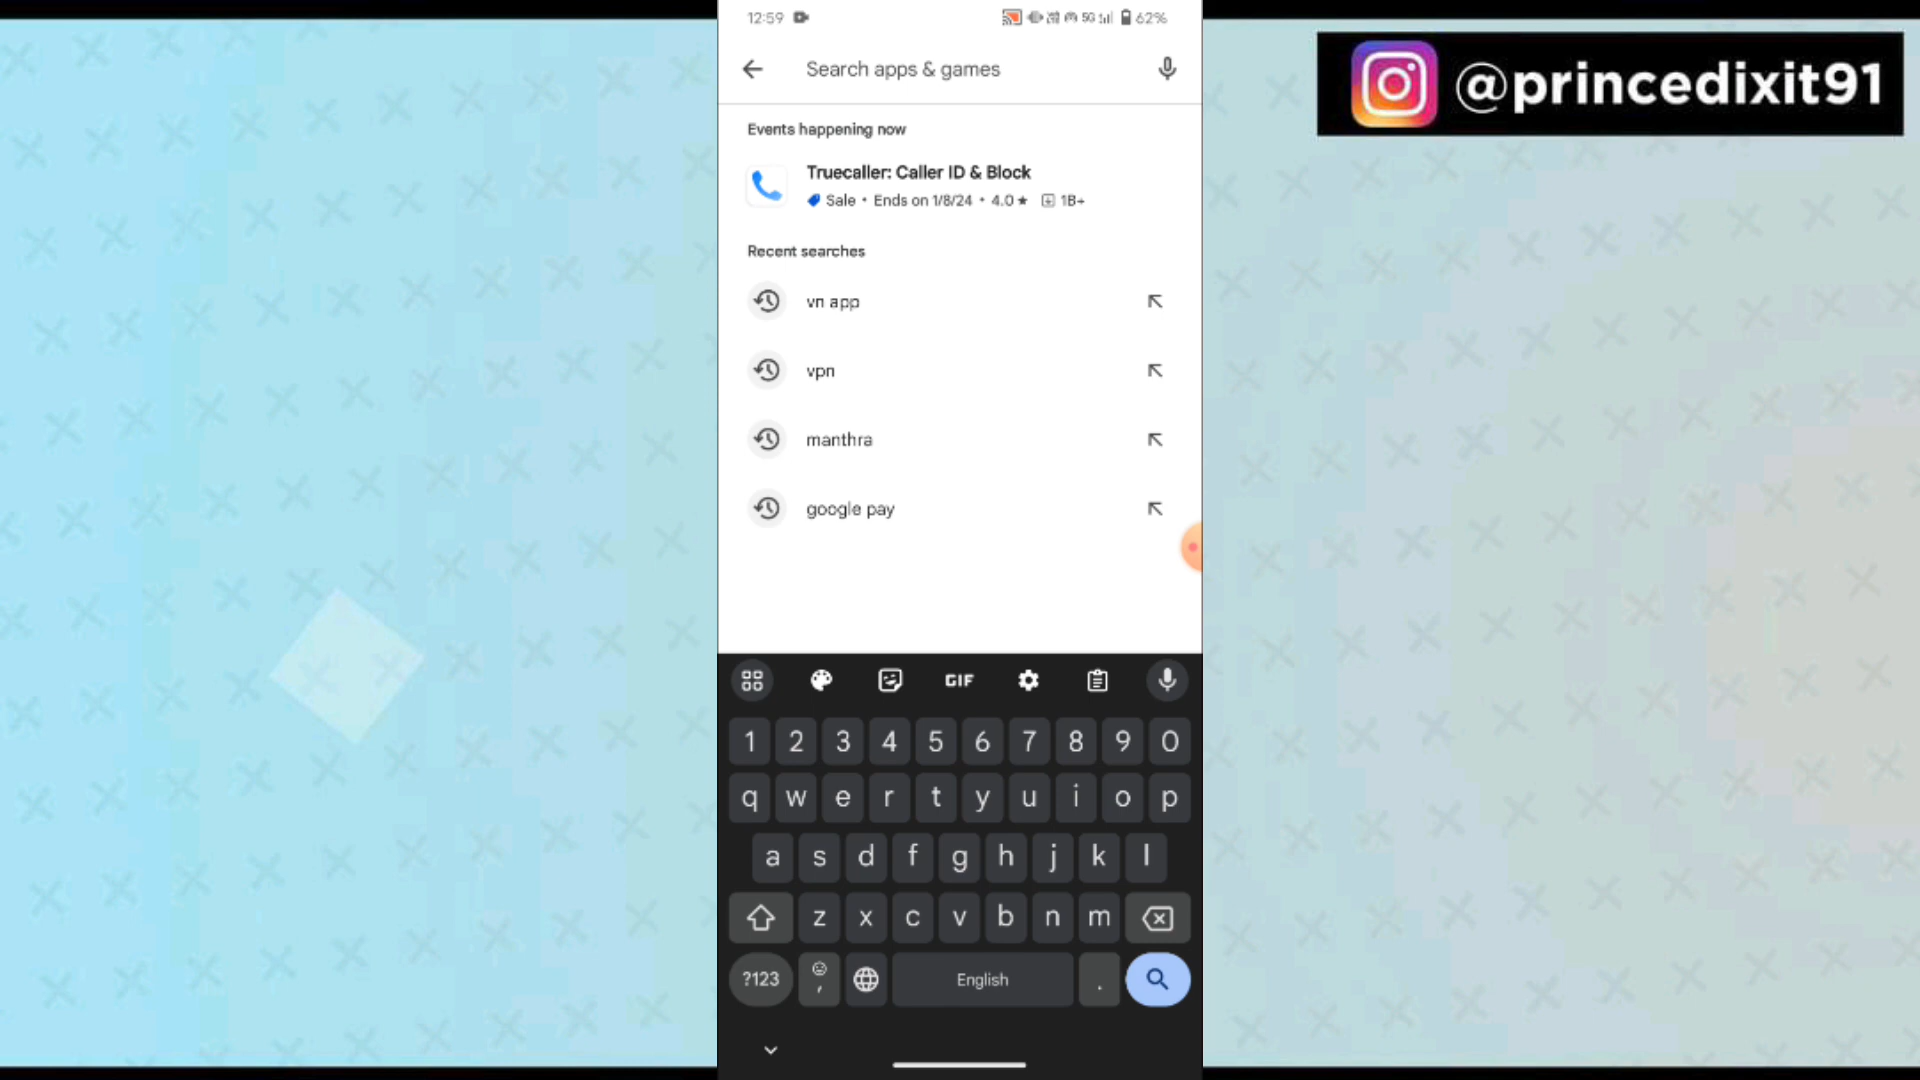 12:59
5G 62%
@princedixit91
Search apps & games
Events happening now
Truecaller: Caller ID & Block
Sale • Ends on 1/8/24 • 4.0★ 1B+
Recent searches
vn app
vpn
manthra
google pay
GIF
1 2 3 4 5 6 7 8 9 0
q w e r t y u i o p
a s d f g h j k l
z x c v b n m
?123 , English .